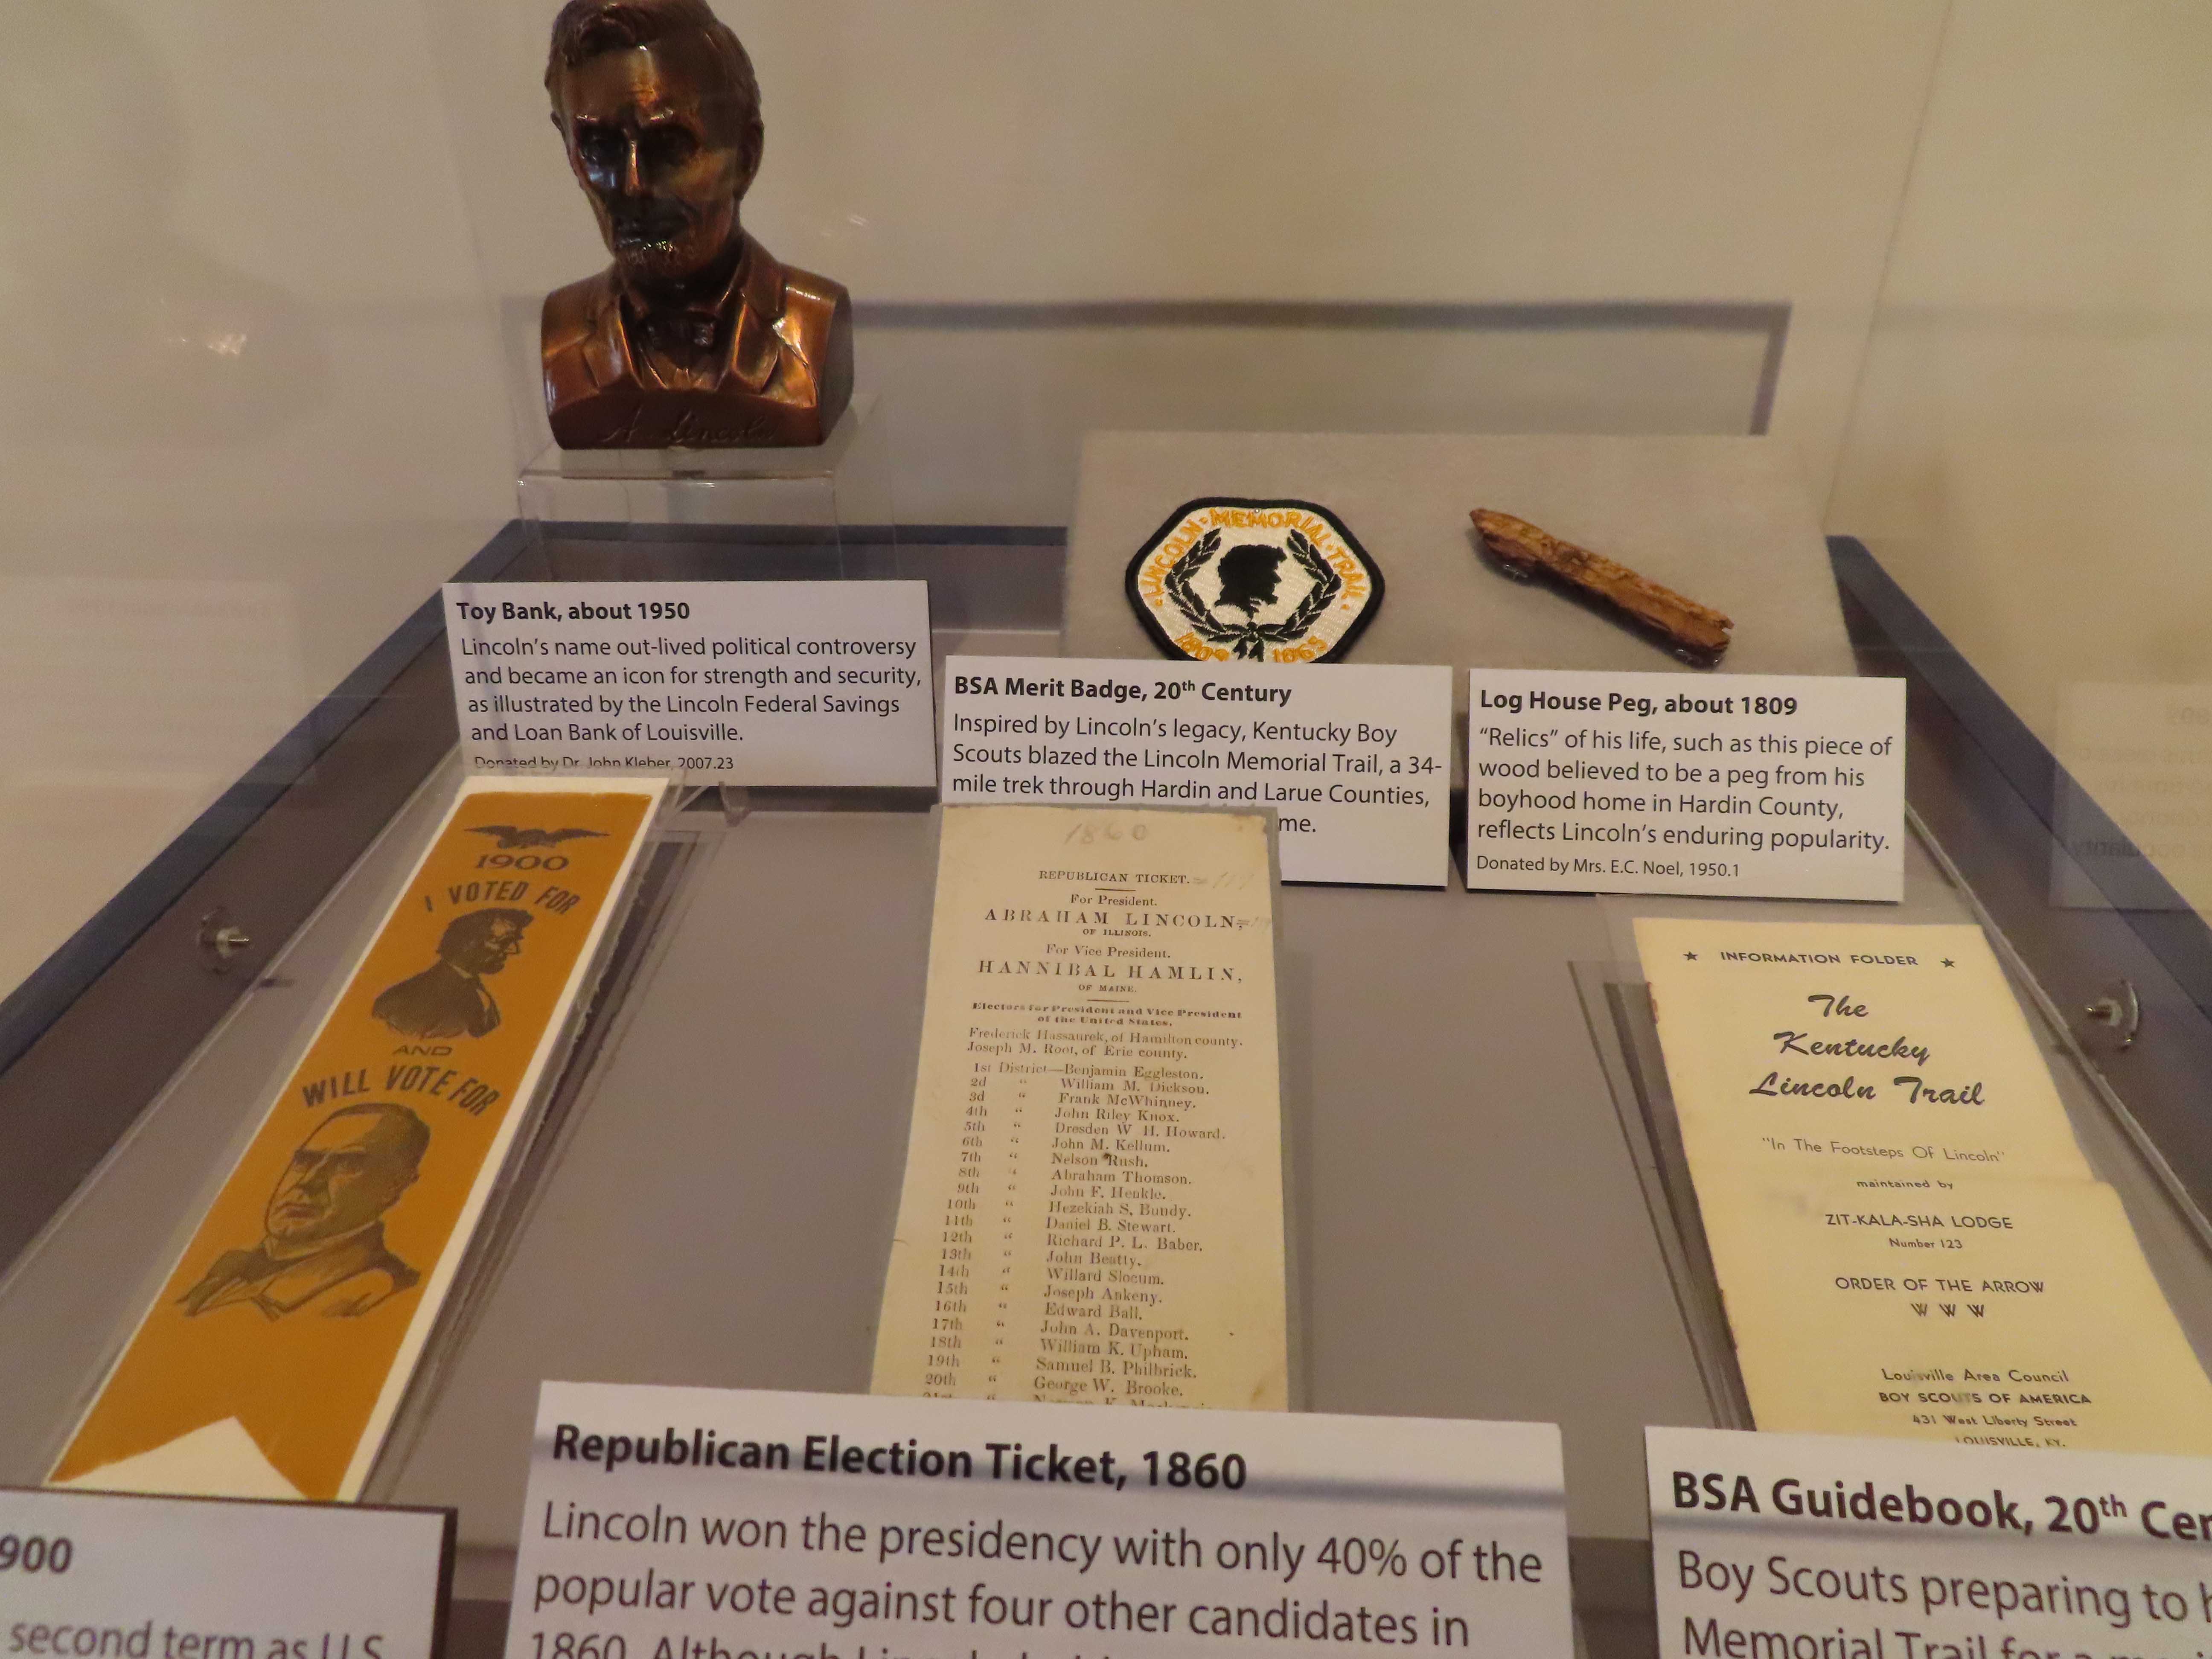 A. Lincoln
LINCOLN · MEMORIAL · TRAIL
1809 1865
Toy Bank, about 1950
Lincoln's name out-lived political controversy
and became an icon for strength and security,
as illustrated by the Lincoln Federal Savings
and Loan Bank of Louisville.
Donated by Dr. John Kleber, 2007.23
BSA Merit Badge, 20th Century
Inspired by Lincoln's legacy, Kentucky Boy
Scouts blazed the Lincoln Memorial Trail, a 34-
mile trek through Hardin and Larue Counties,
me.
Log House Peg, about 1809
“Relics” of his life, such as this piece of
wood believed to be a peg from his
boyhood home in Hardin County,
reflects Lincoln's enduring popularity.
Donated by Mrs. E.C. Noel, 1950.1
1900
I VOTED FOR
AND
WILL VOTE FOR
1860
REPUBLICAN TICKET.
For President.
ABRAHAM LINCOLN,
OF ILLINOIS.
For Vice President.
HANNIBAL HAMLIN,
OF MAINE.
Electors for President and Vice President
of the United States.
Frederick Hassaurek, of Hamilton county.
Joseph M. Root, of Erie county.
1st District—Benjamin Eggleston.
2d " William M. Dickson.
3d " Frank McWhinney.
4th " John Riley Knox.
5th " Dresden W. H. Howard.
6th " John M. Kellum.
7th " Nelson Rush.
8th " Abraham Thomson.
9th " John F. Henkle.
10th " Hezekiah S. Bundy.
11th " Daniel B. Stewart.
12th " Richard P. L. Baber.
13th " John Beatty.
14th " Willard Slocum.
15th " Joseph Ankeny.
16th " Edward Ball.
17th " John A. Davenport.
18th " William K. Upham.
19th " Samuel B. Philbrick.
20th " George W. Brooke.
★ INFORMATION FOLDER ★
The
Kentucky
Lincoln Trail
"In The Footsteps Of Lincoln"
maintained by
ZIT-KALA-SHA LODGE
Number 123
ORDER OF THE ARROW
W W W
Louisville Area Council
BOY SCOUTS OF AMERICA
431 West Liberty Street
LOUISVILLE, KY.
900
second term as U.S.
Republican Election Ticket, 1860
Lincoln won the presidency with only 40% of the
popular vote against four other candidates in
1860. Although
BSA Guidebook, 20th Cen
Boy Scouts preparing to h
Memorial Trail for a